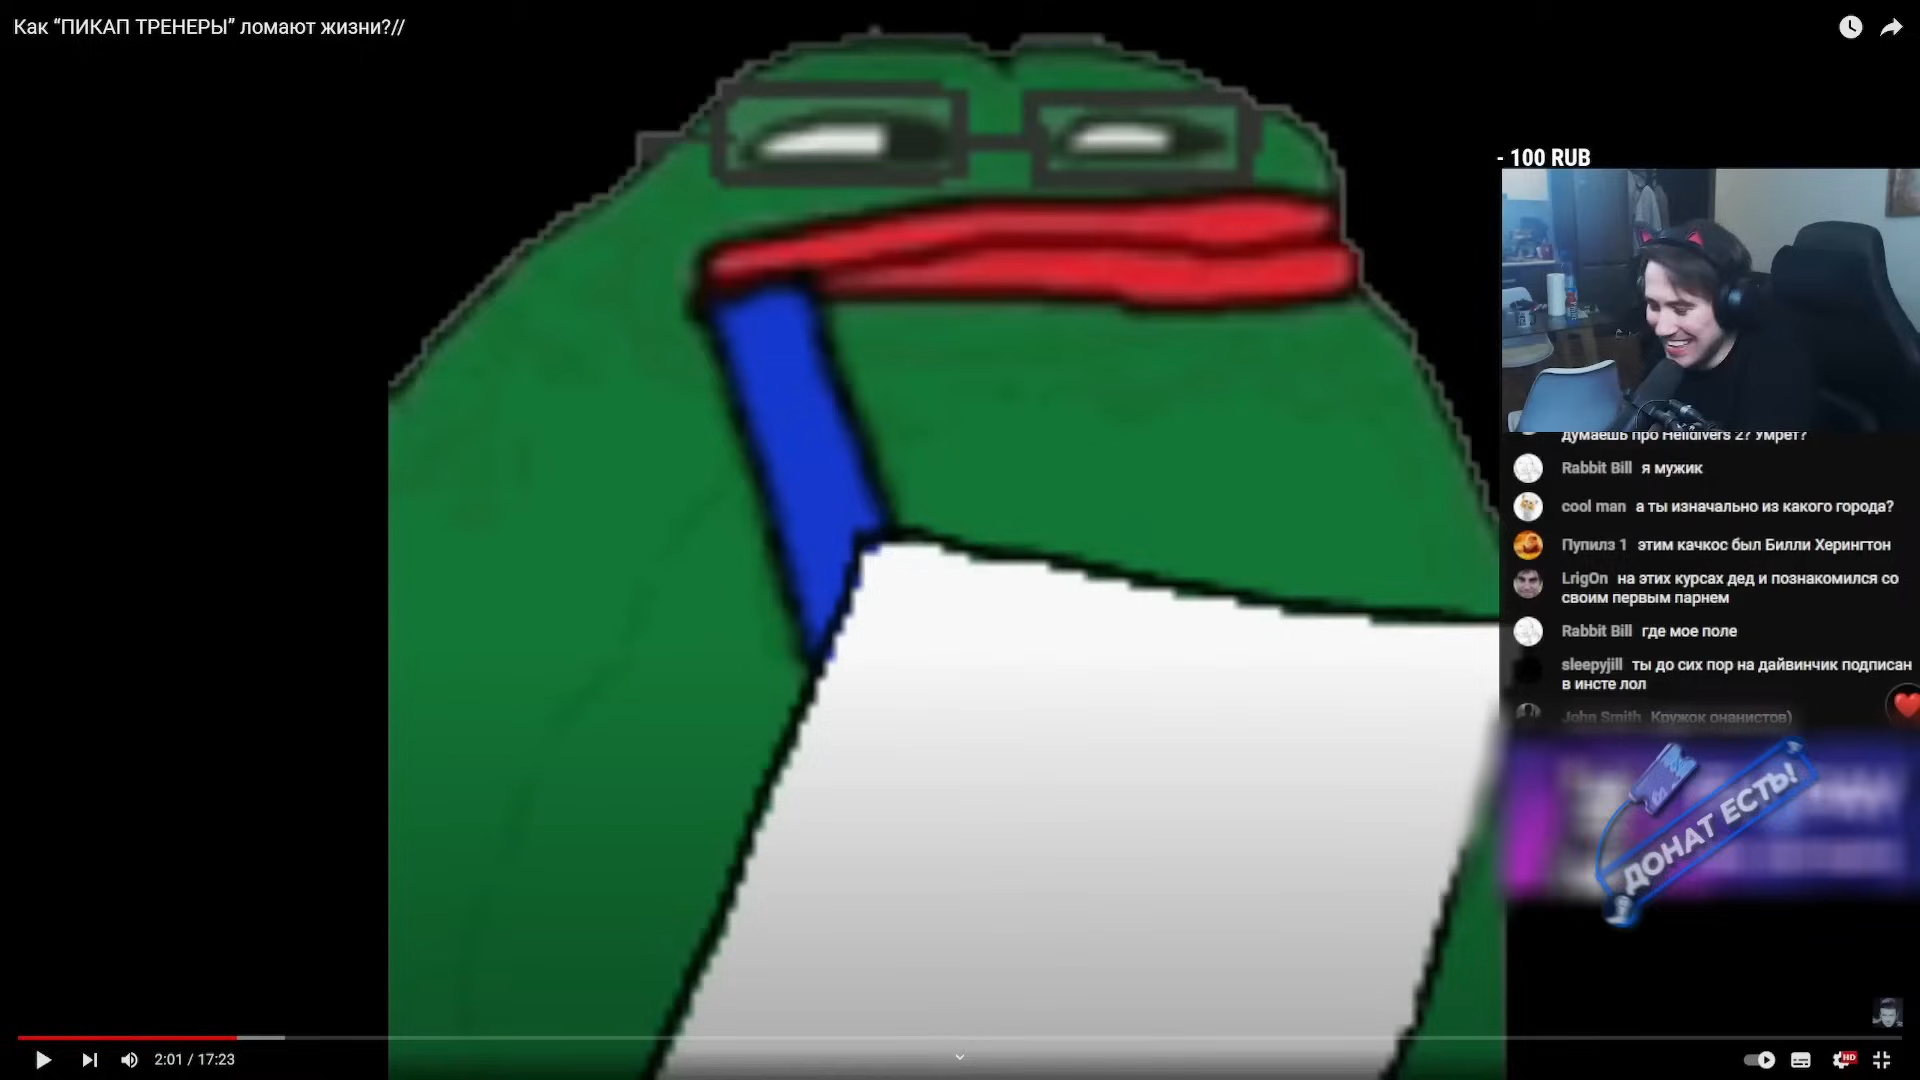 Как “ПИКАП ТРЕНЕРЫ” ломают жизни?//
- 100 RUB
думаешь про Helldivers 2? Умрет?
Rabbit Bill я мужик
cool man а ты изначально из какого города?
Пупилз 1 этим качкос был Билли Херингтон
LrigOn на этих курсах дед и познакомился со
своим первым парнем
Rabbit Bill где мое поле
sleepyjill ты до сих пор на дайвинчик подписан
в инсте лол
John Smith Кружок онанистов)
ДОНАТ ЕСТЬ!
2:01 / 17:23
HD